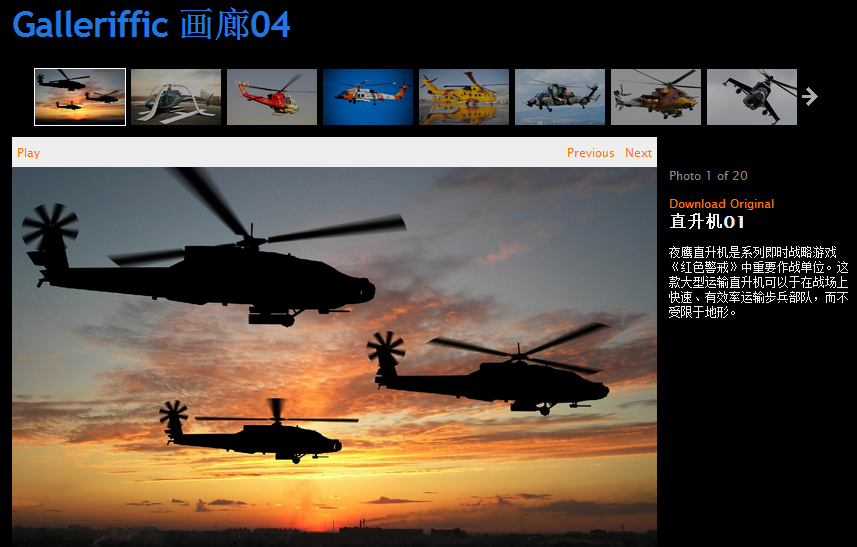 Galleriffic 画廊04
Play
Previous Next
Photo 1 of 20
Download Original
直升机01
夜鹰直升机是系列即时战略游戏
《红色警戒》中重要作战单位。这
款大型运输直升机可以于在战场上
快速、有效率运输步兵部队，而不
受限于地形。